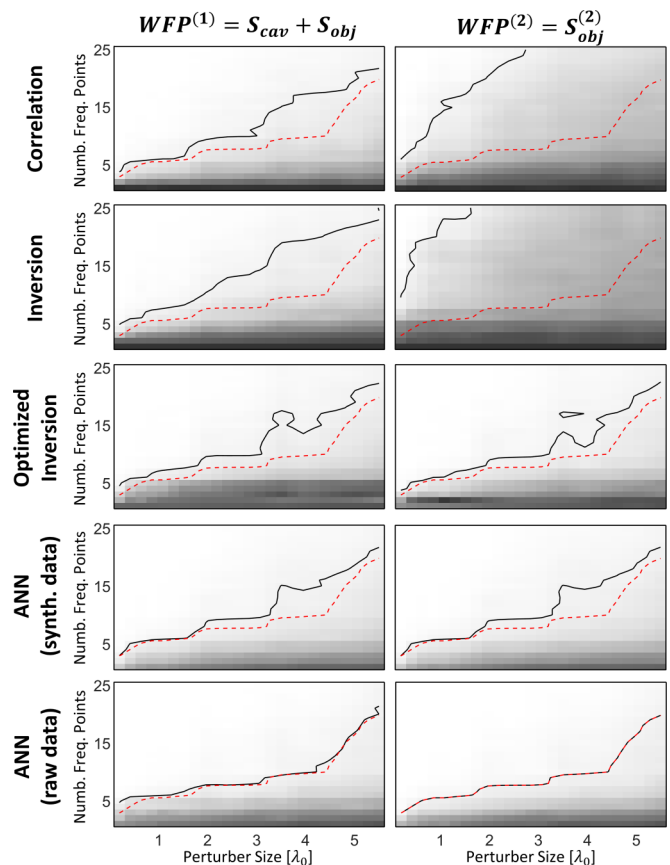 WFP^(1) = S_cav + S_obj
WFP^(2) = S_obj^(2)
Correlation
Numb. Freq. Points
25
15
5
Inversion
Numb. Freq. Points
25
15
5
Optimized
Inversion
Numb. Freq. Points
25
15
5
ANN
(synth. data)
Numb. Freq. Points
25
15
5
ANN
(raw data)
Numb. Freq. Points
25
15
5
1 2 3 4 5
1 2 3 4 5
Perturber Size [λ₀]
Perturber Size [λ₀]